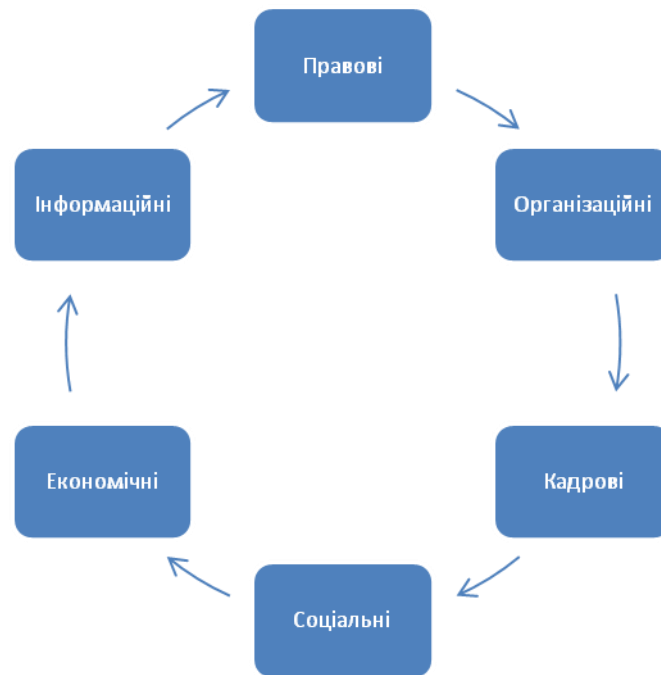 Правові
Організаційні
Кадрові
Соціальні
Економічні
Інформаційні